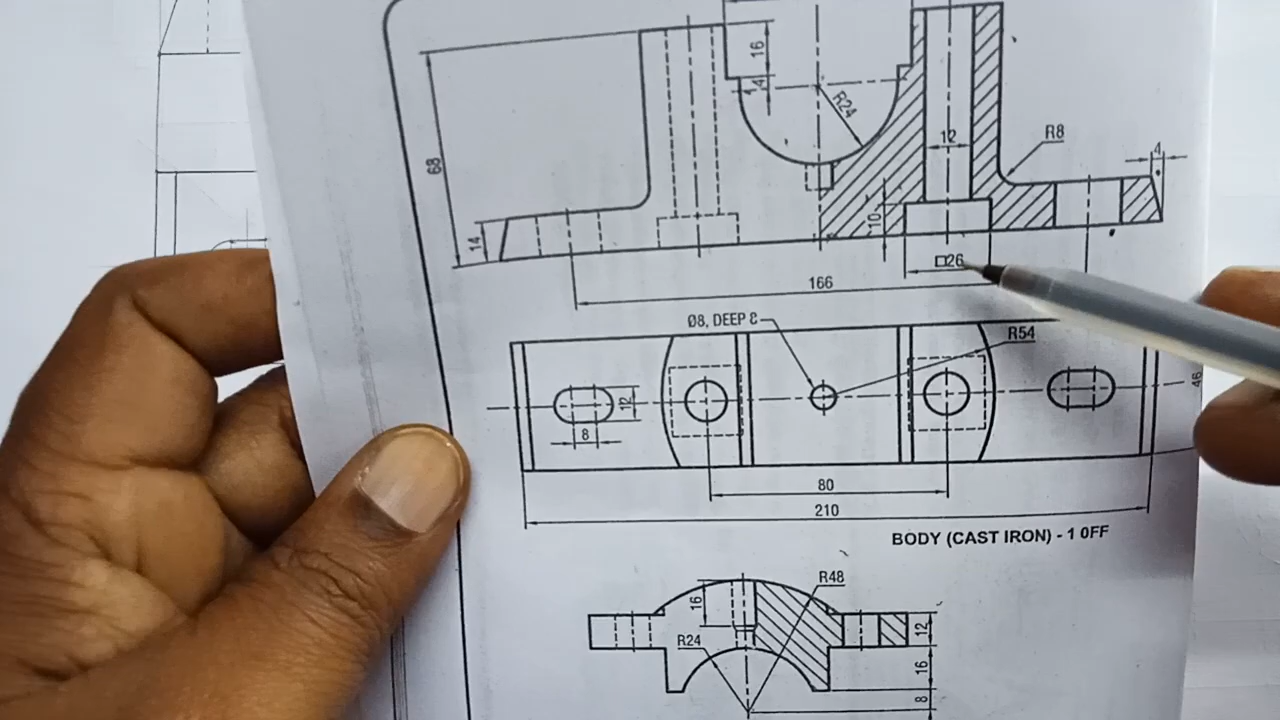 16
4
R24
68
12
R8
4
10
14
□26
166
Ø8, DEEP 8
R54
12
46
8
80
210
BODY (CAST IRON) - 1 OFF
R48
16
R24
12
16
8